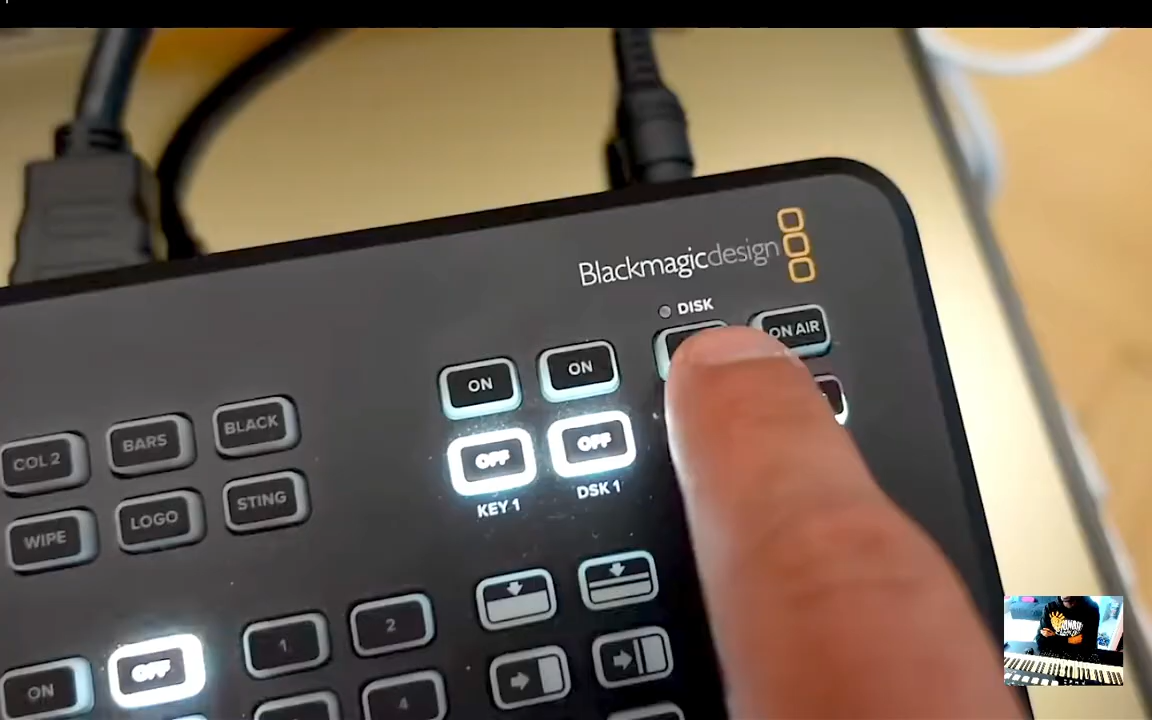 Blackmagicdesign
DISK
ON AIR
ON
ON
OFF
OFF
KEY 1
DSK 1
COL 2
BARS
BLACK
WIPE
LOGO
STING
ON
OFF
1
2
4